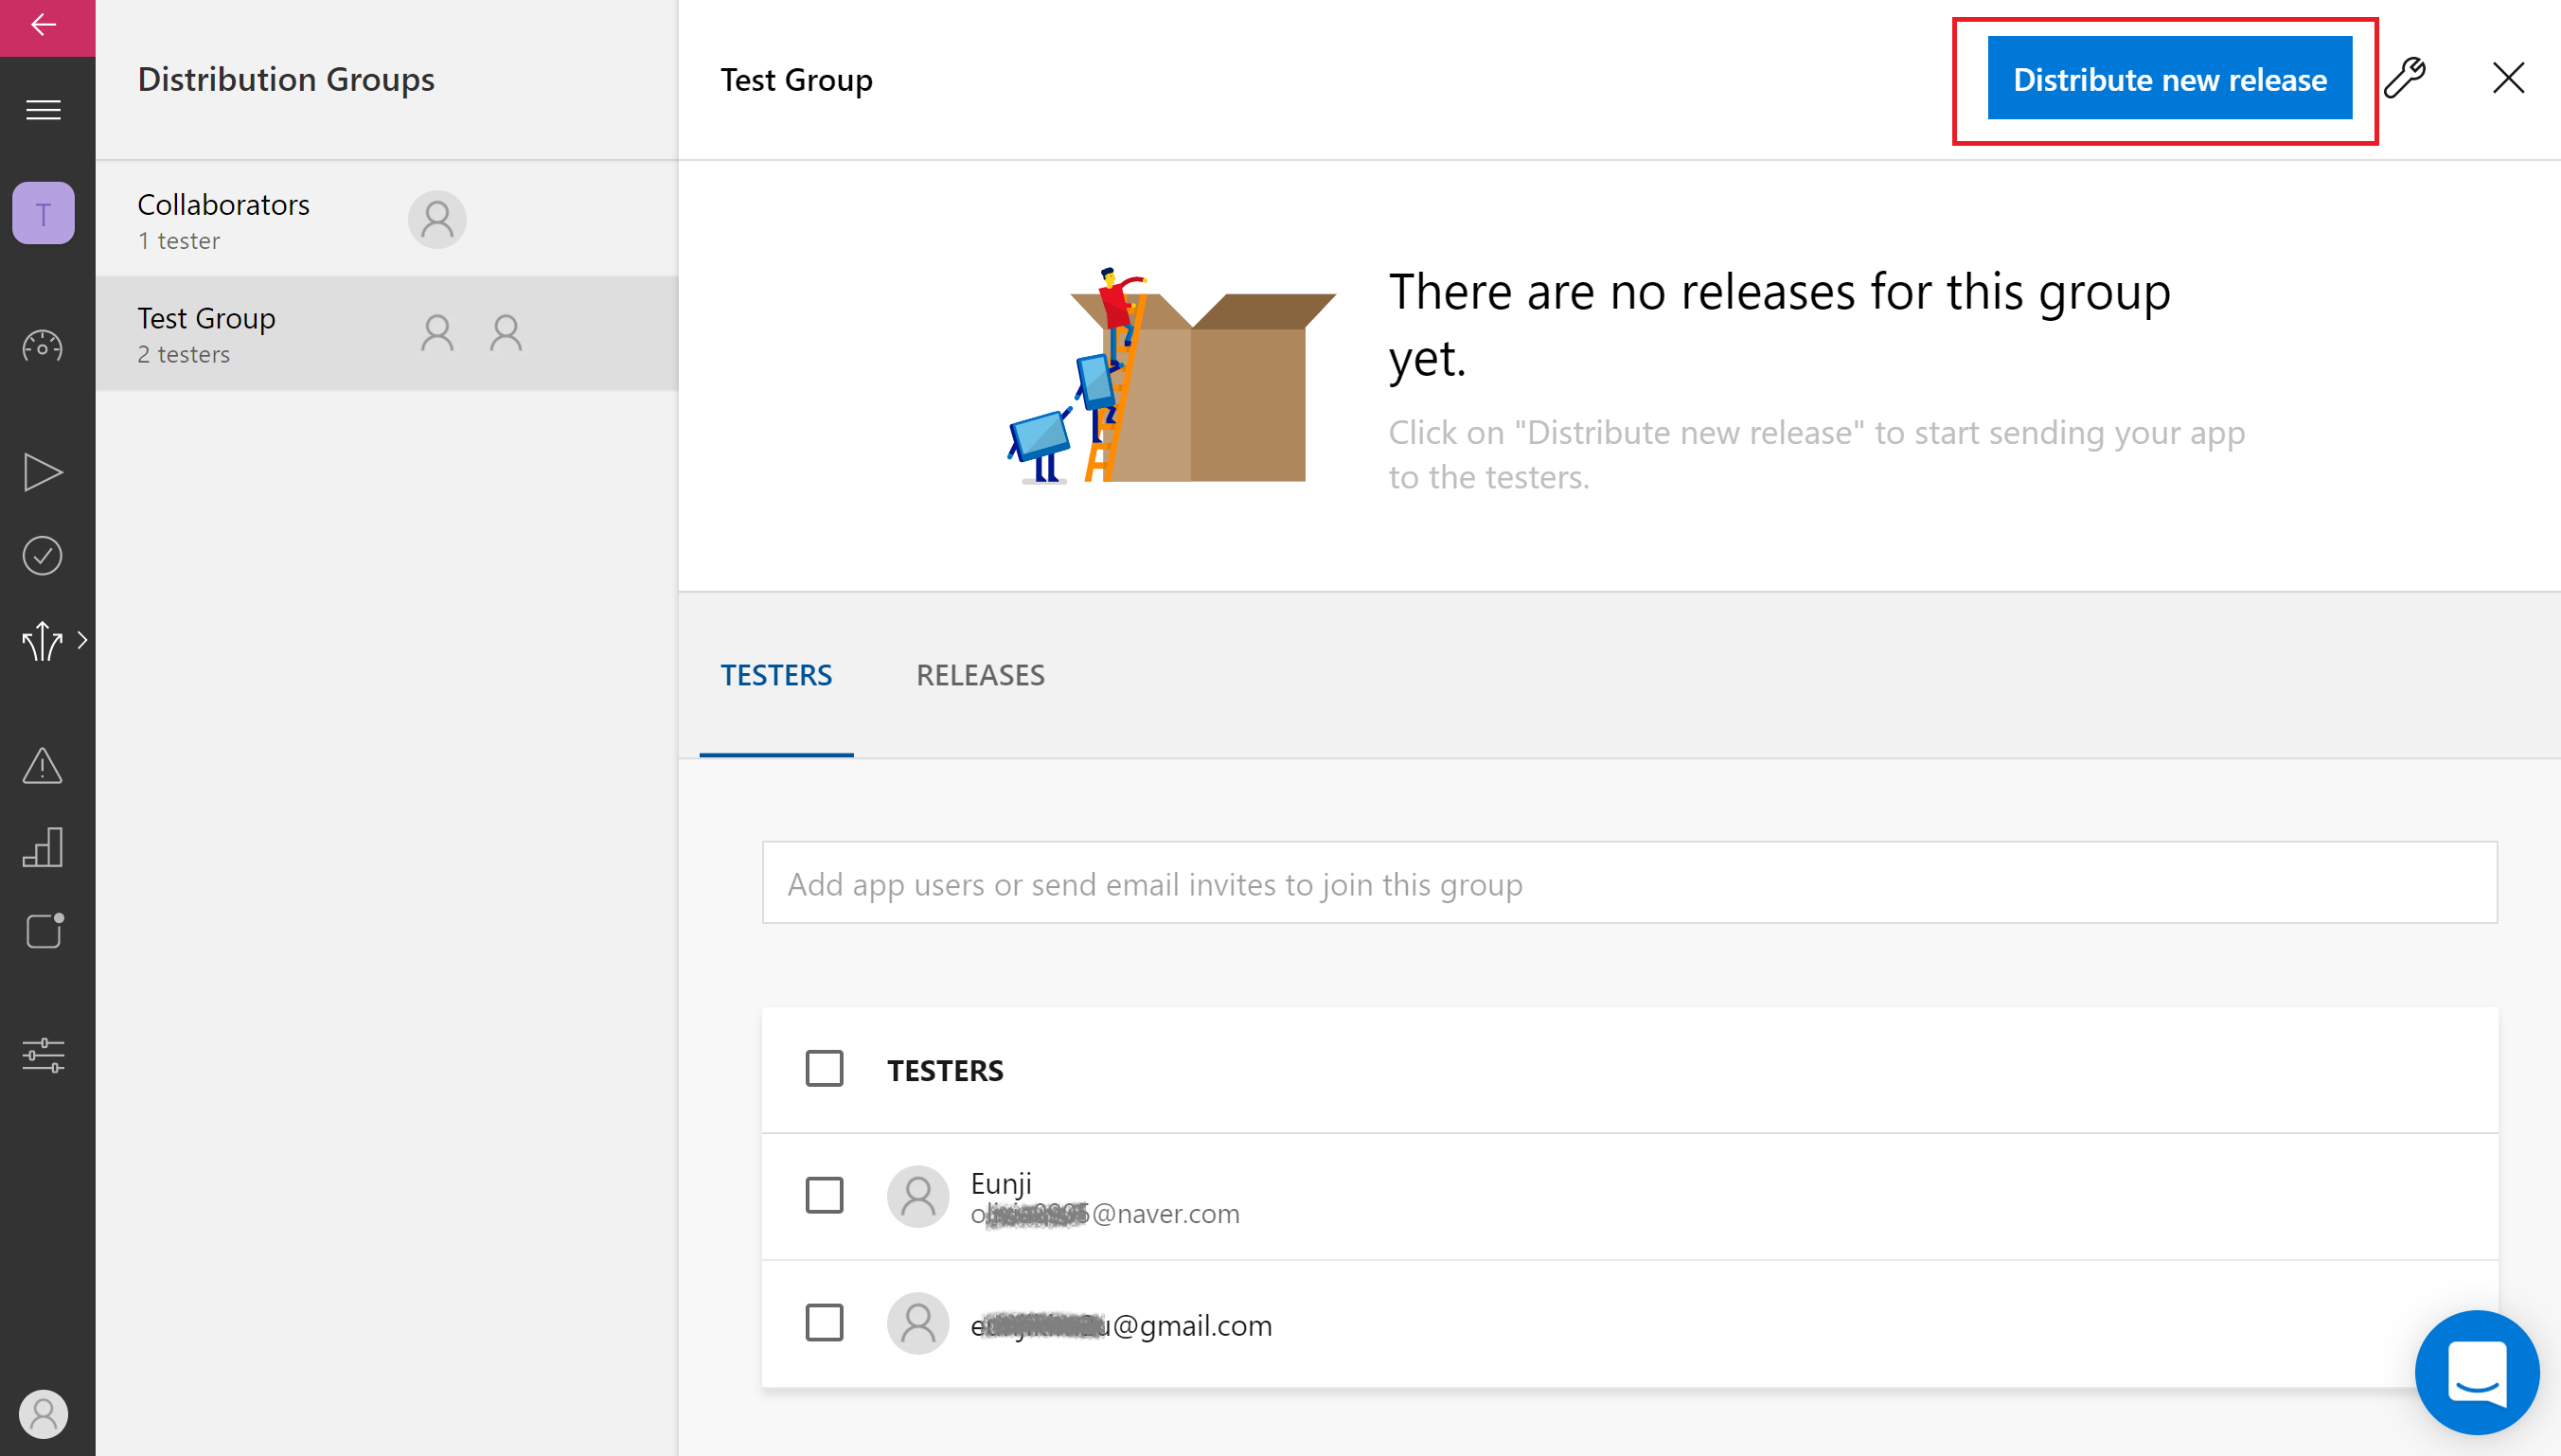 Distribution Groups
Test Group
Distribute new release
T
Collaborators
1 tester
Test Group
2 testers
There are no releases for this group
yet.
Click on "Distribute new release" to start sending your app
to the testers.
TESTERS
RELEASES
Add app users or send email invites to join this group
TESTERS
Eunji
@naver.com
@gmail.com